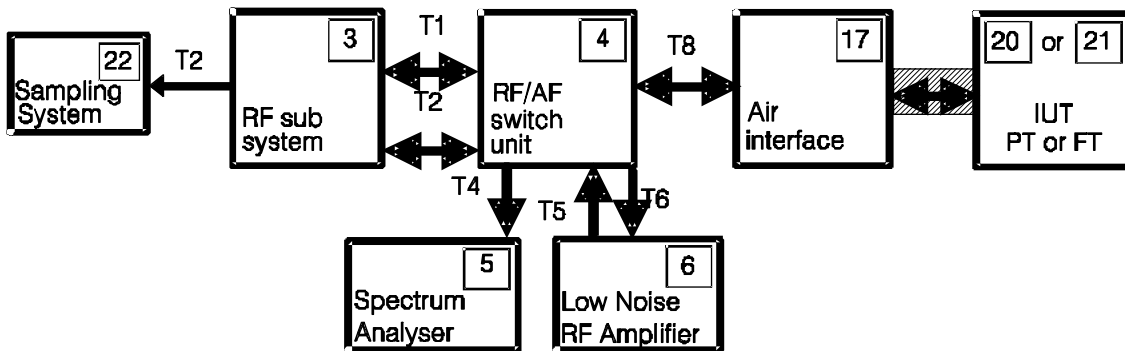 22
Sampling
System
T2
3
RF sub
system
T1
T2
T4
4
RF/AF
switch
unit
T8
17
Air
interface
20 or 21
IUT
PT or FT
T5
T6
5
Spectrum
Analyser
6
Low Noise
RF Amplifier